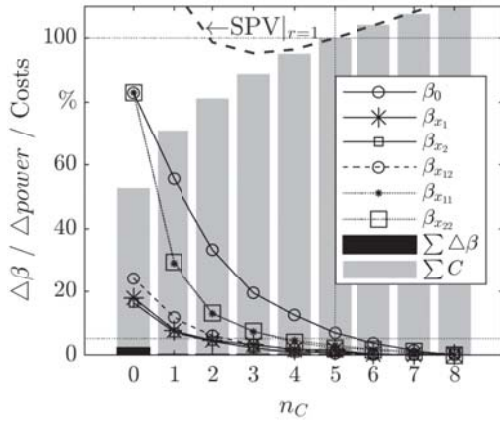 ←SPV|r=1
100
%
80
60
40
20
0
Δβ / Δpower / Costs
β0
βx1
βx2
βx12
βx11
βx22
∑ Δβ
∑ C
0 1 2 3 4 5 6 7 8
nC